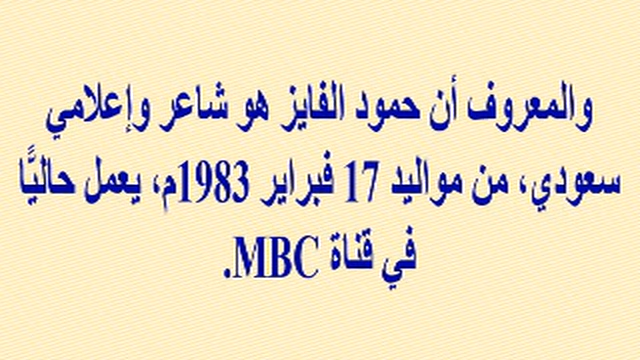 والمعروف أن حمود الفايز هو شاعر وإعلامي
سعودي، من مواليد 17 فبراير 1983م، يعمل حاليًّا
في قناة MBC.